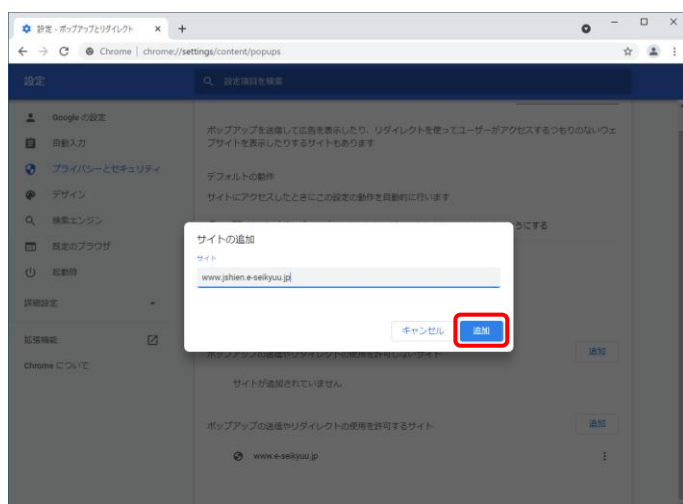 設定 - ポップアップとリダイレクト
Chrome | chrome://settings/content/popups
設定
設定項目を検索
Google の設定
自動入力
プライバシーとセキュリティ
デザイン
検索エンジン
既定のブラウザ
起動時
詳細設定
拡張機能
Chrome について
ポップアップを送信して広告を表示したり、リダイレクトを使ってユーザーがアクセスするつもりのないウェ
ブサイトを表示したりするサイトもあります
デフォルトの動作
サイトにアクセスしたときにこの設定の動作を自動的に行います
うにする
サイトの追加
サイト
www.jshien.e-seikyuu.jp
キャンセル
追加
ポップアップの送信やリダイレクトの使用を許可しないサイト
追加
サイトが追加されていません
ポップアップの送信やリダイレクトの使用を許可するサイト
追加
www.e-seikyuu.jp